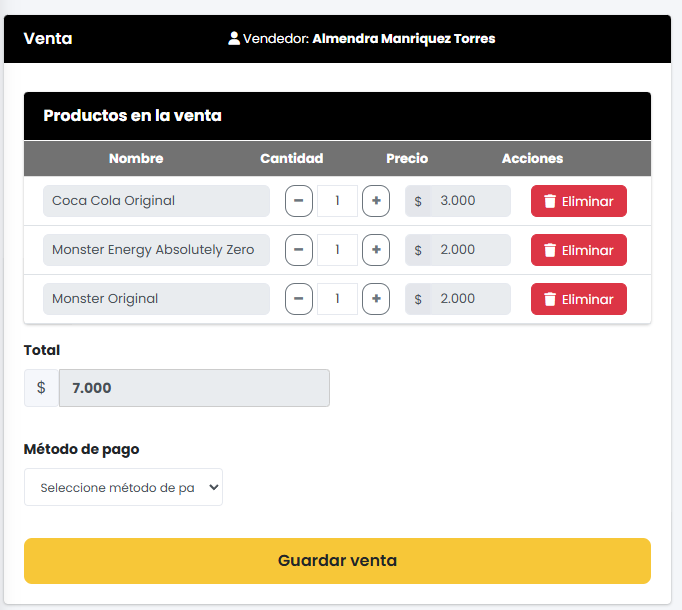 Venta Vendedor: Almendra Manriquez Torres
Productos en la venta
Nombre Cantidad Precio Acciones
Coca Cola Original − 1 + $ 3.000 Eliminar
Monster Energy Absolutely Zero − 1 + $ 2.000 Eliminar
Monster Original − 1 + $ 2.000 Eliminar
Total
$ 7.000
Método de pago
Seleccione método de pa
Guardar venta